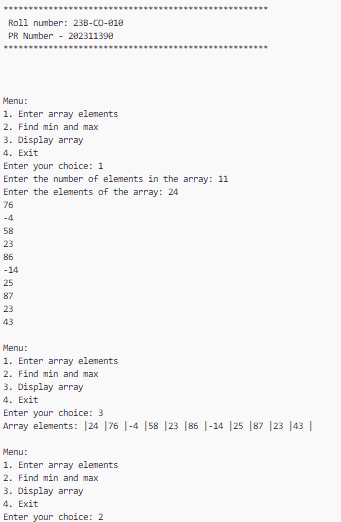 *****************************************************
Roll number: 23B-CO-010
PR Number - 202311390
*****************************************************
Menu:
1. Enter array elements
2. Find min and max
3. Display array
4. Exit
Enter your choice: 1
Enter the number of elements in the array: 11
Enter the elements of the array: 24
76
-4
58
23
86
-14
25
87
23
43
Menu:
1. Enter array elements
2. Find min and max
3. Display array
4. Exit
Enter your choice: 3
Array elements: |24 |76 |-4 |58 |23 |86 |-14 |25 |87 |23 |43 |
Menu:
1. Enter array elements
2. Find min and max
3. Display array
4. Exit
Enter your choice: 2